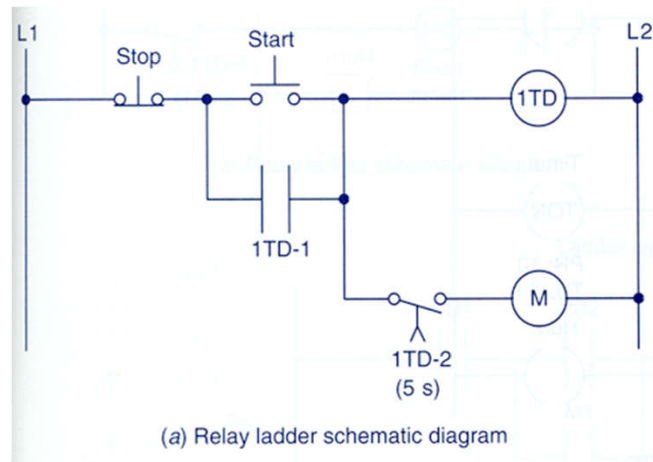 L1
L2
Stop
Start
1TD
1TD-1
M
1TD-2
(5 s)
(a) Relay ladder schematic diagram